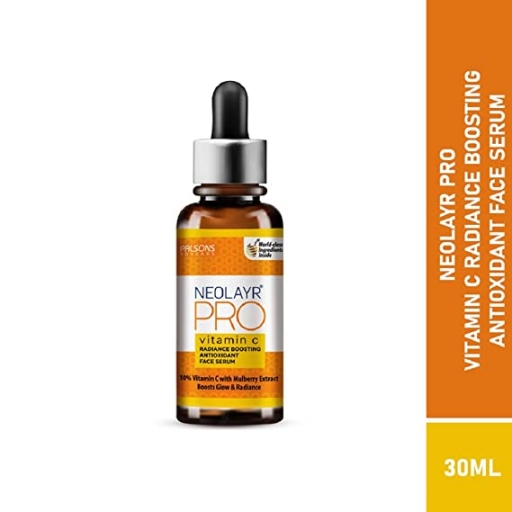 PALSONS
World-class
Ingredients
Inside
NEOLAYR®
PRO
vitamin c
RADIANCE BOOSTING
ANTIOXIDANT
FACE SERUM
10% Vitamin C with Mulberry Extract
Boosts Glow & Radiance
NEOLAYR PRO
VITAMIN C RADIANCE BOOSTING
ANTIOXIDANT FACE SERUM
30ML